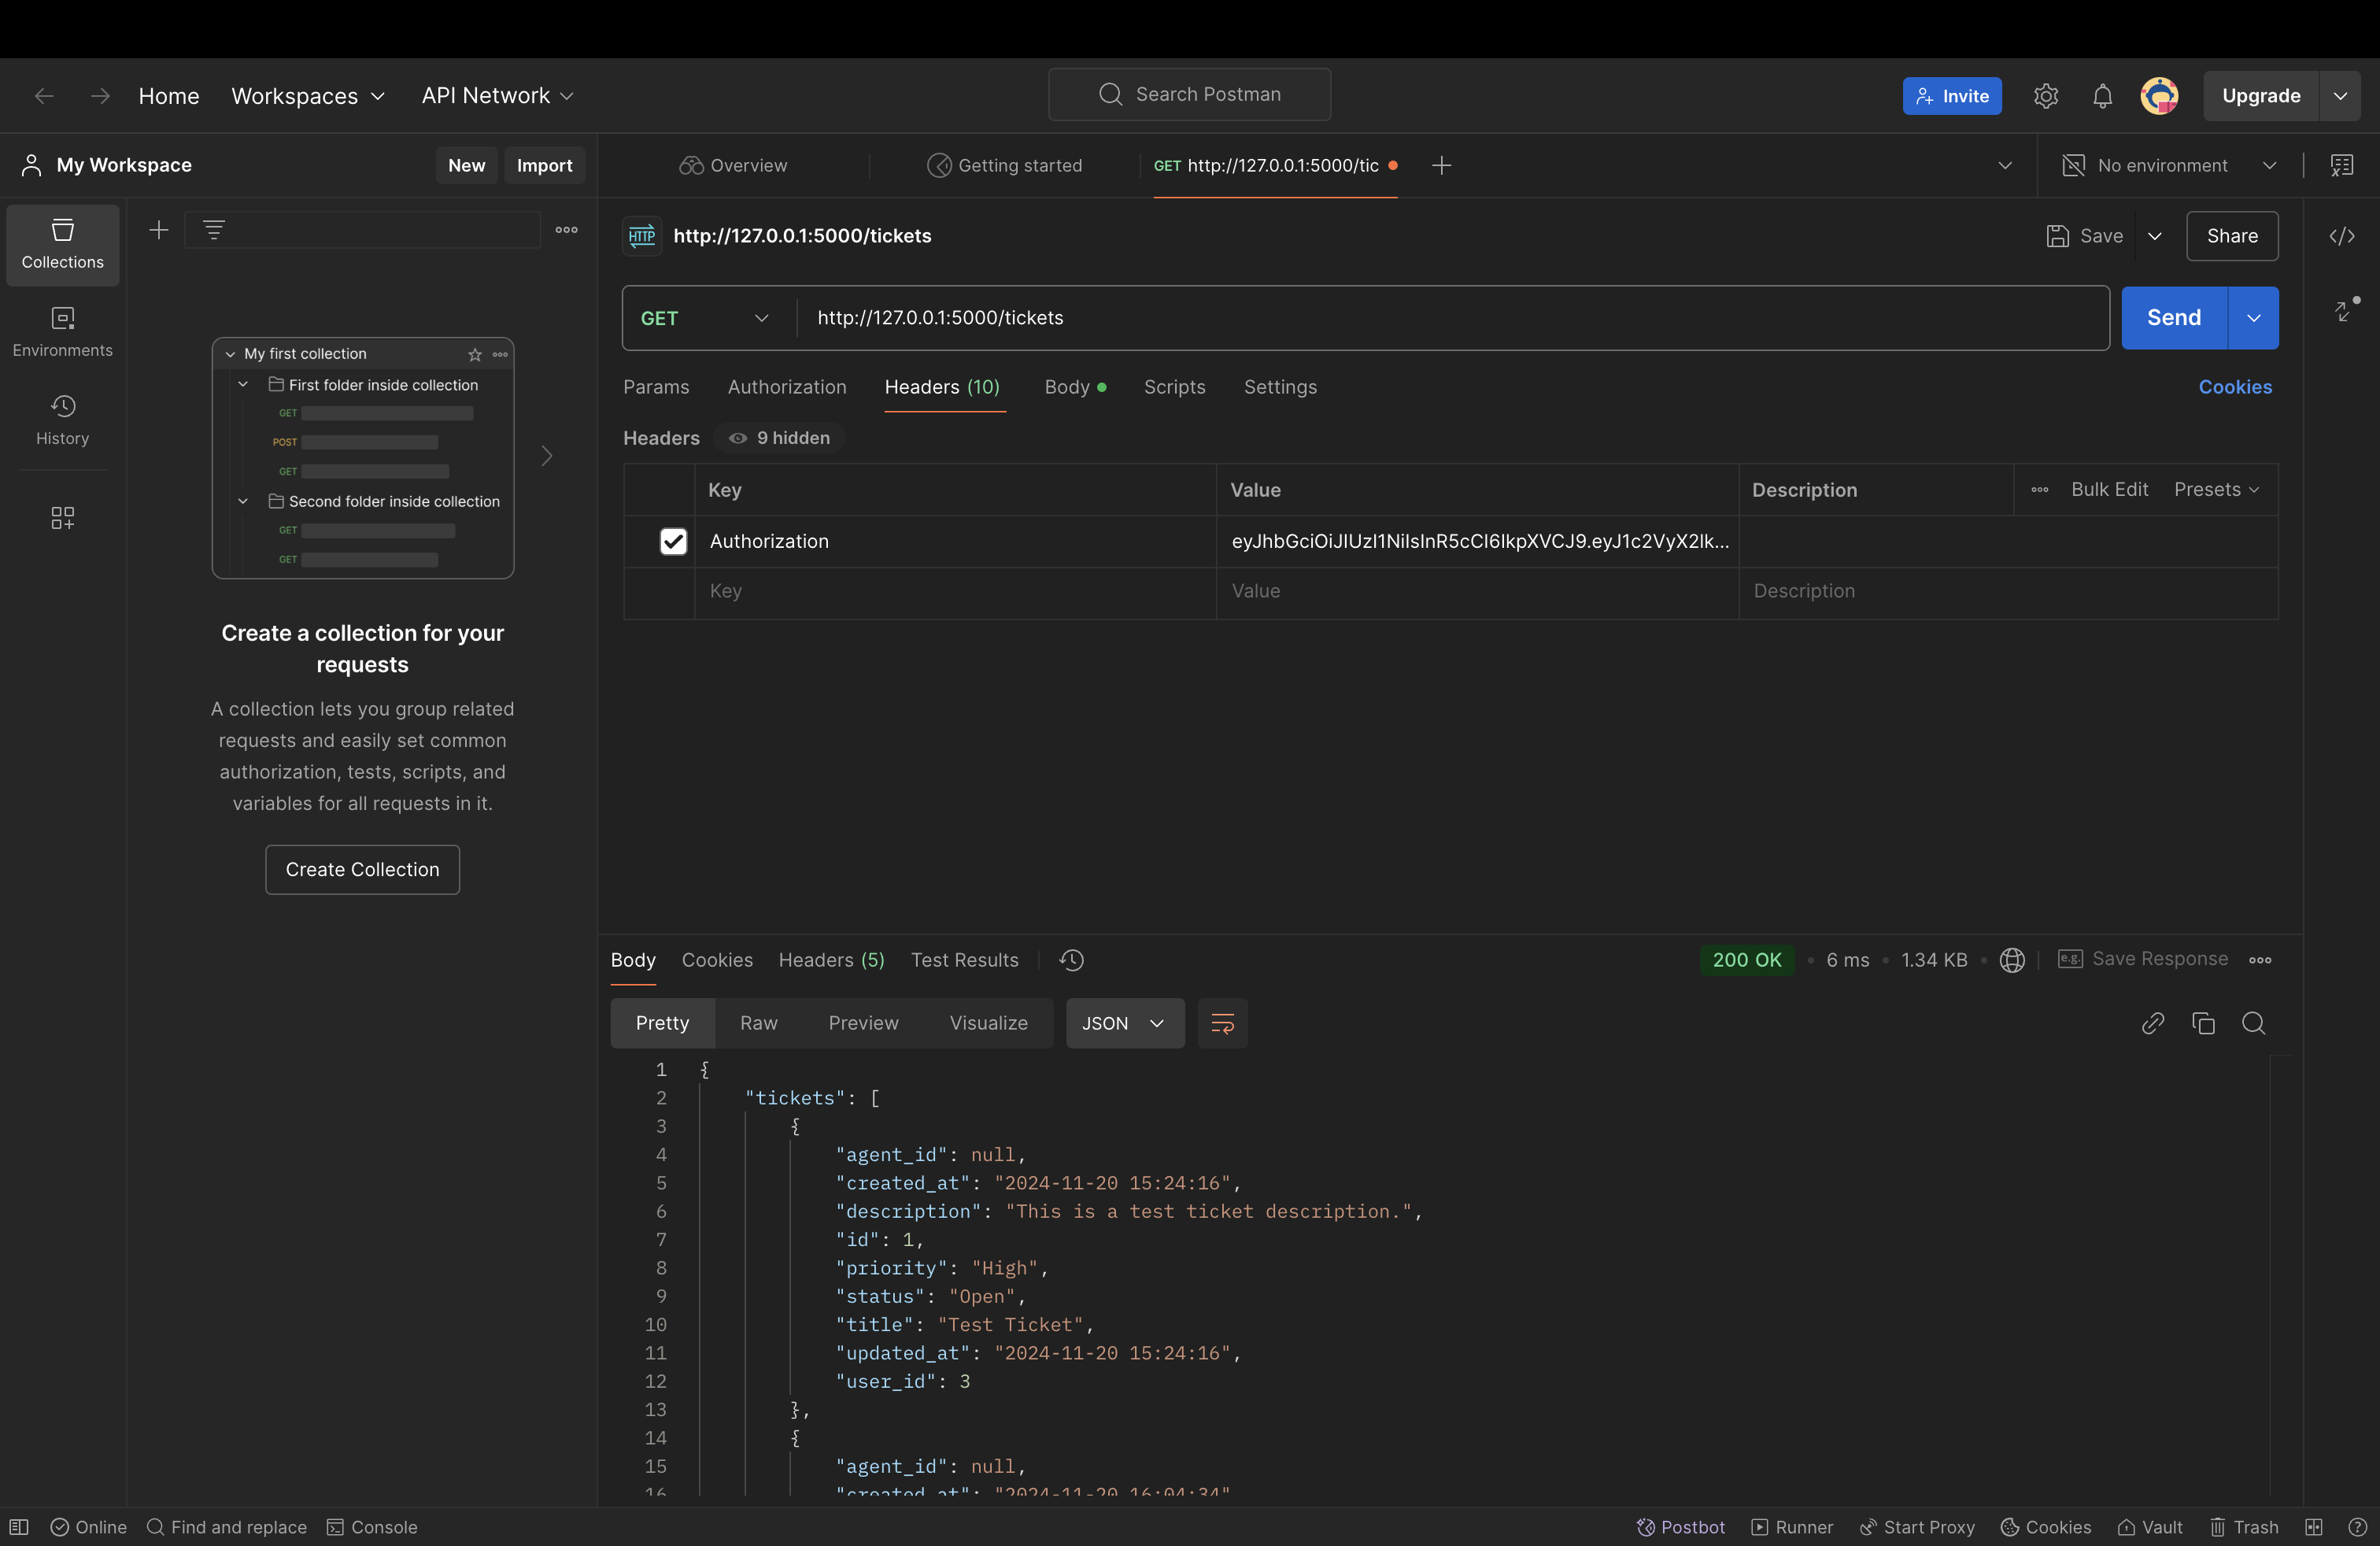 Home Workspaces API Network Search Postman Invite Upgrade
My Workspace New Import Overview Getting started GET http://127.0.0.1:5000/tic No environment
Collections
Environments
History
My first collection
First folder inside collection
GET
POST
GET
Second folder inside collection
GET
GET
Create a collection for your
requests
A collection lets you group related
requests and easily set common
authorization, tests, scripts, and
variables for all requests in it.
Create Collection
HTTP http://127.0.0.1:5000/tickets Save Share
GET http://127.0.0.1:5000/tickets Send
Params Authorization Headers (10) Body Scripts Settings Cookies
Headers 9 hidden
Key Value Description Bulk Edit Presets
Authorization eyJhbGciOiJIUzI1NiIsInR5cCI6IkpXVCJ9.eyJ1c2VyX2lk...
Key Value Description
Body Cookies Headers (5) Test Results 200 OK 6 ms 1.34 KB e.g. Save Response
Pretty Raw Preview Visualize JSON
1 {
2 "tickets": [
3 {
4 "agent_id": null,
5 "created_at": "2024-11-20 15:24:16",
6 "description": "This is a test ticket description.",
7 "id": 1,
8 "priority": "High",
9 "status": "Open",
10 "title": "Test Ticket",
11 "updated_at": "2024-11-20 15:24:16",
12 "user_id": 3
13 },
14 {
15 "agent_id": null,
16 "created_at": "2024-11-20 16:04:34"
Online Find and replace Console Postbot Runner Start Proxy Cookies Vault Trash